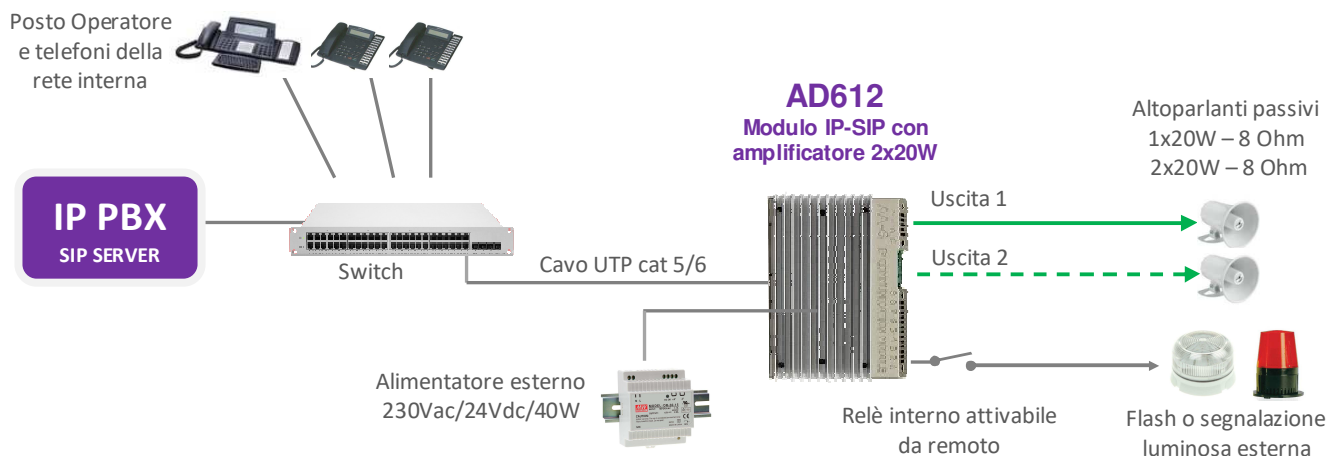 Posto Operatore
e telefoni della
rete interna
AD612
Modulo IP-SIP con
amplificatore 2x20W
Altoparlanti passivi
1x20W – 8 Ohm
2x20W – 8 Ohm
IP PBX
SIP SERVER
Switch
Cavo UTP cat 5/6
Uscita 1
Uscita 2
Alimentatore esterno
230Vac/24Vdc/40W
Relè interno attivabile
da remoto
Flash o segnalazione
luminosa esterna